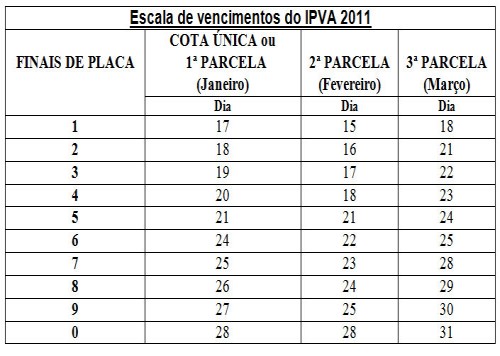 Escala de vencimentos do IPVA 2011
FINAIS DE PLACA
COTA ÚNICA ou
1ª PARCELA
(Janeiro)
2ª PARCELA
(Fevereiro)
3ª PARCELA
(Março)
Dia Dia Dia
1 17 15 18
2 18 16 21
3 19 17 22
4 20 18 23
5 21 21 24
6 24 22 25
7 25 23 28
8 26 24 29
9 27 25 30
0 28 28 31